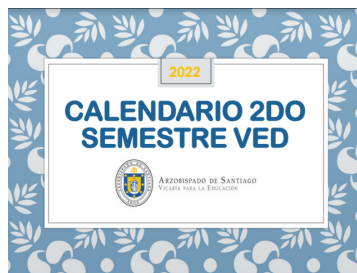 2022
CALENDARIO 2DO
SEMESTRE VED
ARZOBISPADO DE SANTIAGO
VICARÍA PARA LA EDUCACIÓN